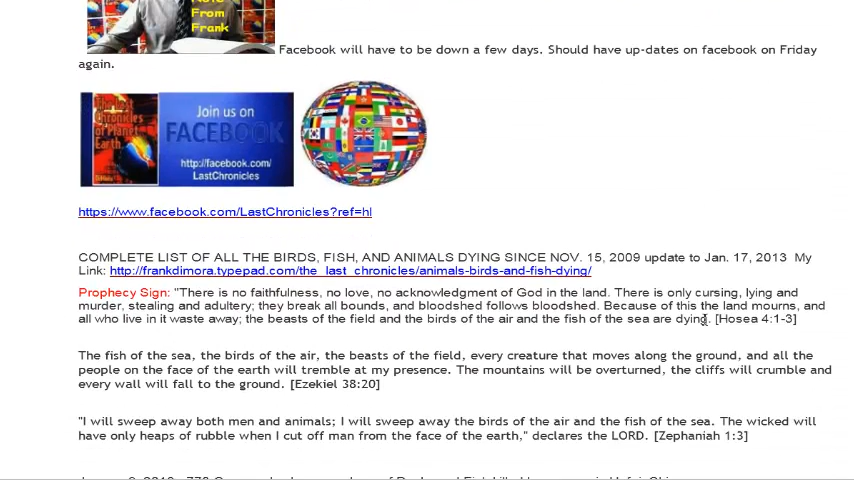 From
Frank
Facebook will have to be down a few days. Should have up-dates on facebook on Friday
again.
The Last
Chronicles
of Planet
Earth
Join us on
FACEBOOK
http://facebook.com/
LastChronicles
https://www.facebook.com/LastChronicles?ref=hl
COMPLETE LIST OF ALL THE BIRDS, FISH, AND ANIMALS DYING SINCE NOV. 15, 2009 update to Jan. 17, 2013 My
Link: http://frankdimora.typepad.com/the_last_chronicles/animals-birds-and-fish-dying/
Prophecy Sign: "There is no faithfulness, no love, no acknowledgment of God in the land. There is only cursing, lying and
murder, stealing and adultery; they break all bounds, and bloodshed follows bloodshed. Because of this the land mourns, and
all who live in it waste away; the beasts of the field and the birds of the air and the fish of the sea are dying. [Hosea 4:1-3]
The fish of the sea, the birds of the air, the beasts of the field, every creature that moves along the ground, and all the
people on the face of the earth will tremble at my presence. The mountains will be overturned, the cliffs will crumble and
every wall will fall to the ground. [Ezekiel 38:20]
"I will sweep away both men and animals; I will sweep away the birds of the air and the fish of the sea. The wicked will
have only heaps of rubble when I cut off man from the face of the earth," declares the LORD. [Zephaniah 1:3]